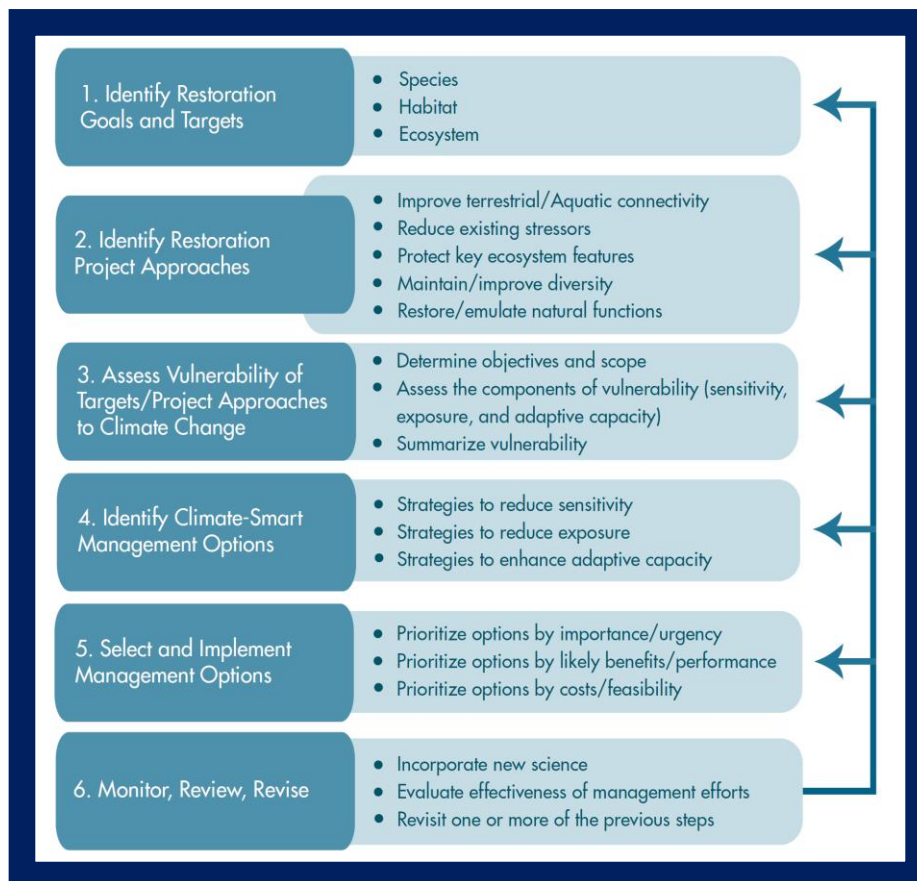 1. Identify Restoration
Goals and Targets
• Species
• Habitat
• Ecosystem
2. Identify Restoration
Project Approaches
• Improve terrestrial/Aquatic connectivity
• Reduce existing stressors
• Protect key ecosystem features
• Maintain/improve diversity
• Restore/emulate natural functions
3. Assess Vulnerability of
Targets/Project Approaches
to Climate Change
• Determine objectives and scope
• Assess the components of vulnerability (sensitivity,
exposure, and adaptive capacity)
• Summarize vulnerability
4. Identify Climate-Smart
Management Options
• Strategies to reduce sensitivity
• Strategies to reduce exposure
• Strategies to enhance adaptive capacity
5. Select and Implement
Management Options
• Prioritize options by importance/urgency
• Prioritize options by likely benefits/performance
• Prioritize options by costs/feasibility
6. Monitor, Review, Revise
• Incorporate new science
• Evaluate effectiveness of management efforts
• Revisit one or more of the previous steps